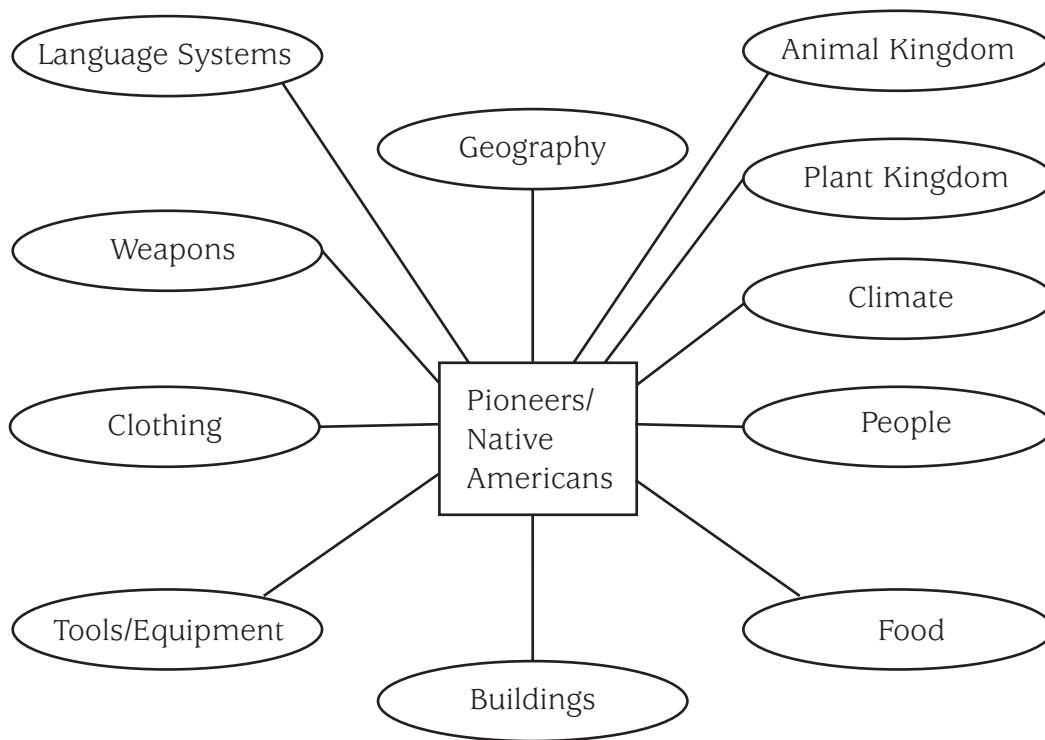 Language Systems
Animal Kingdom
Geography
Plant Kingdom
Weapons
Climate
Pioneers/
Native
Americans
Clothing
People
Tools/Equipment
Food
Buildings